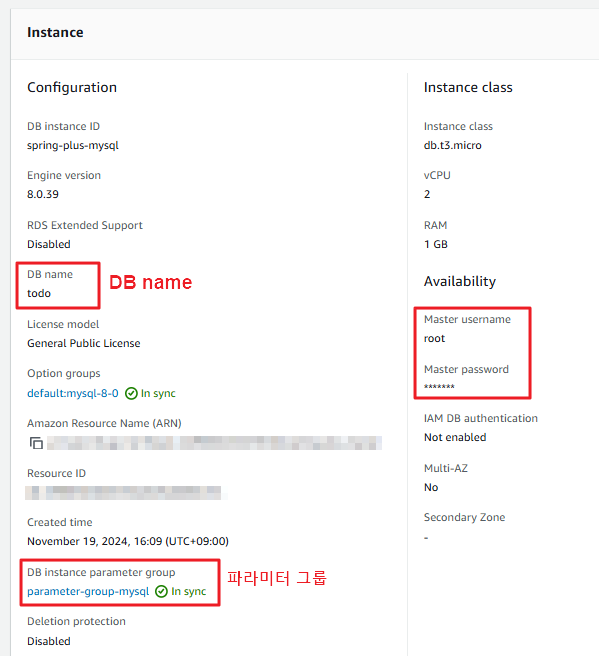 Instance
Configuration
DB instance ID
spring-plus-mysql
Engine version
8.0.39
RDS Extended Support
Disabled
DB name
todo
DB name
License model
General Public License
Option groups
default:mysql-8-0 In sync
Amazon Resource Name (ARN)
Resource ID
Created time
November 19, 2024, 16:09 (UTC+09:00)
DB instance parameter group
parameter-group-mysql In sync
파라미터 그룹
Deletion protection
Disabled
Instance class
Instance class
db.t3.micro
vCPU
2
RAM
1 GB
Availability
Master username
root
Master password
*******
IAM DB authentication
Not enabled
Multi-AZ
No
Secondary Zone
-